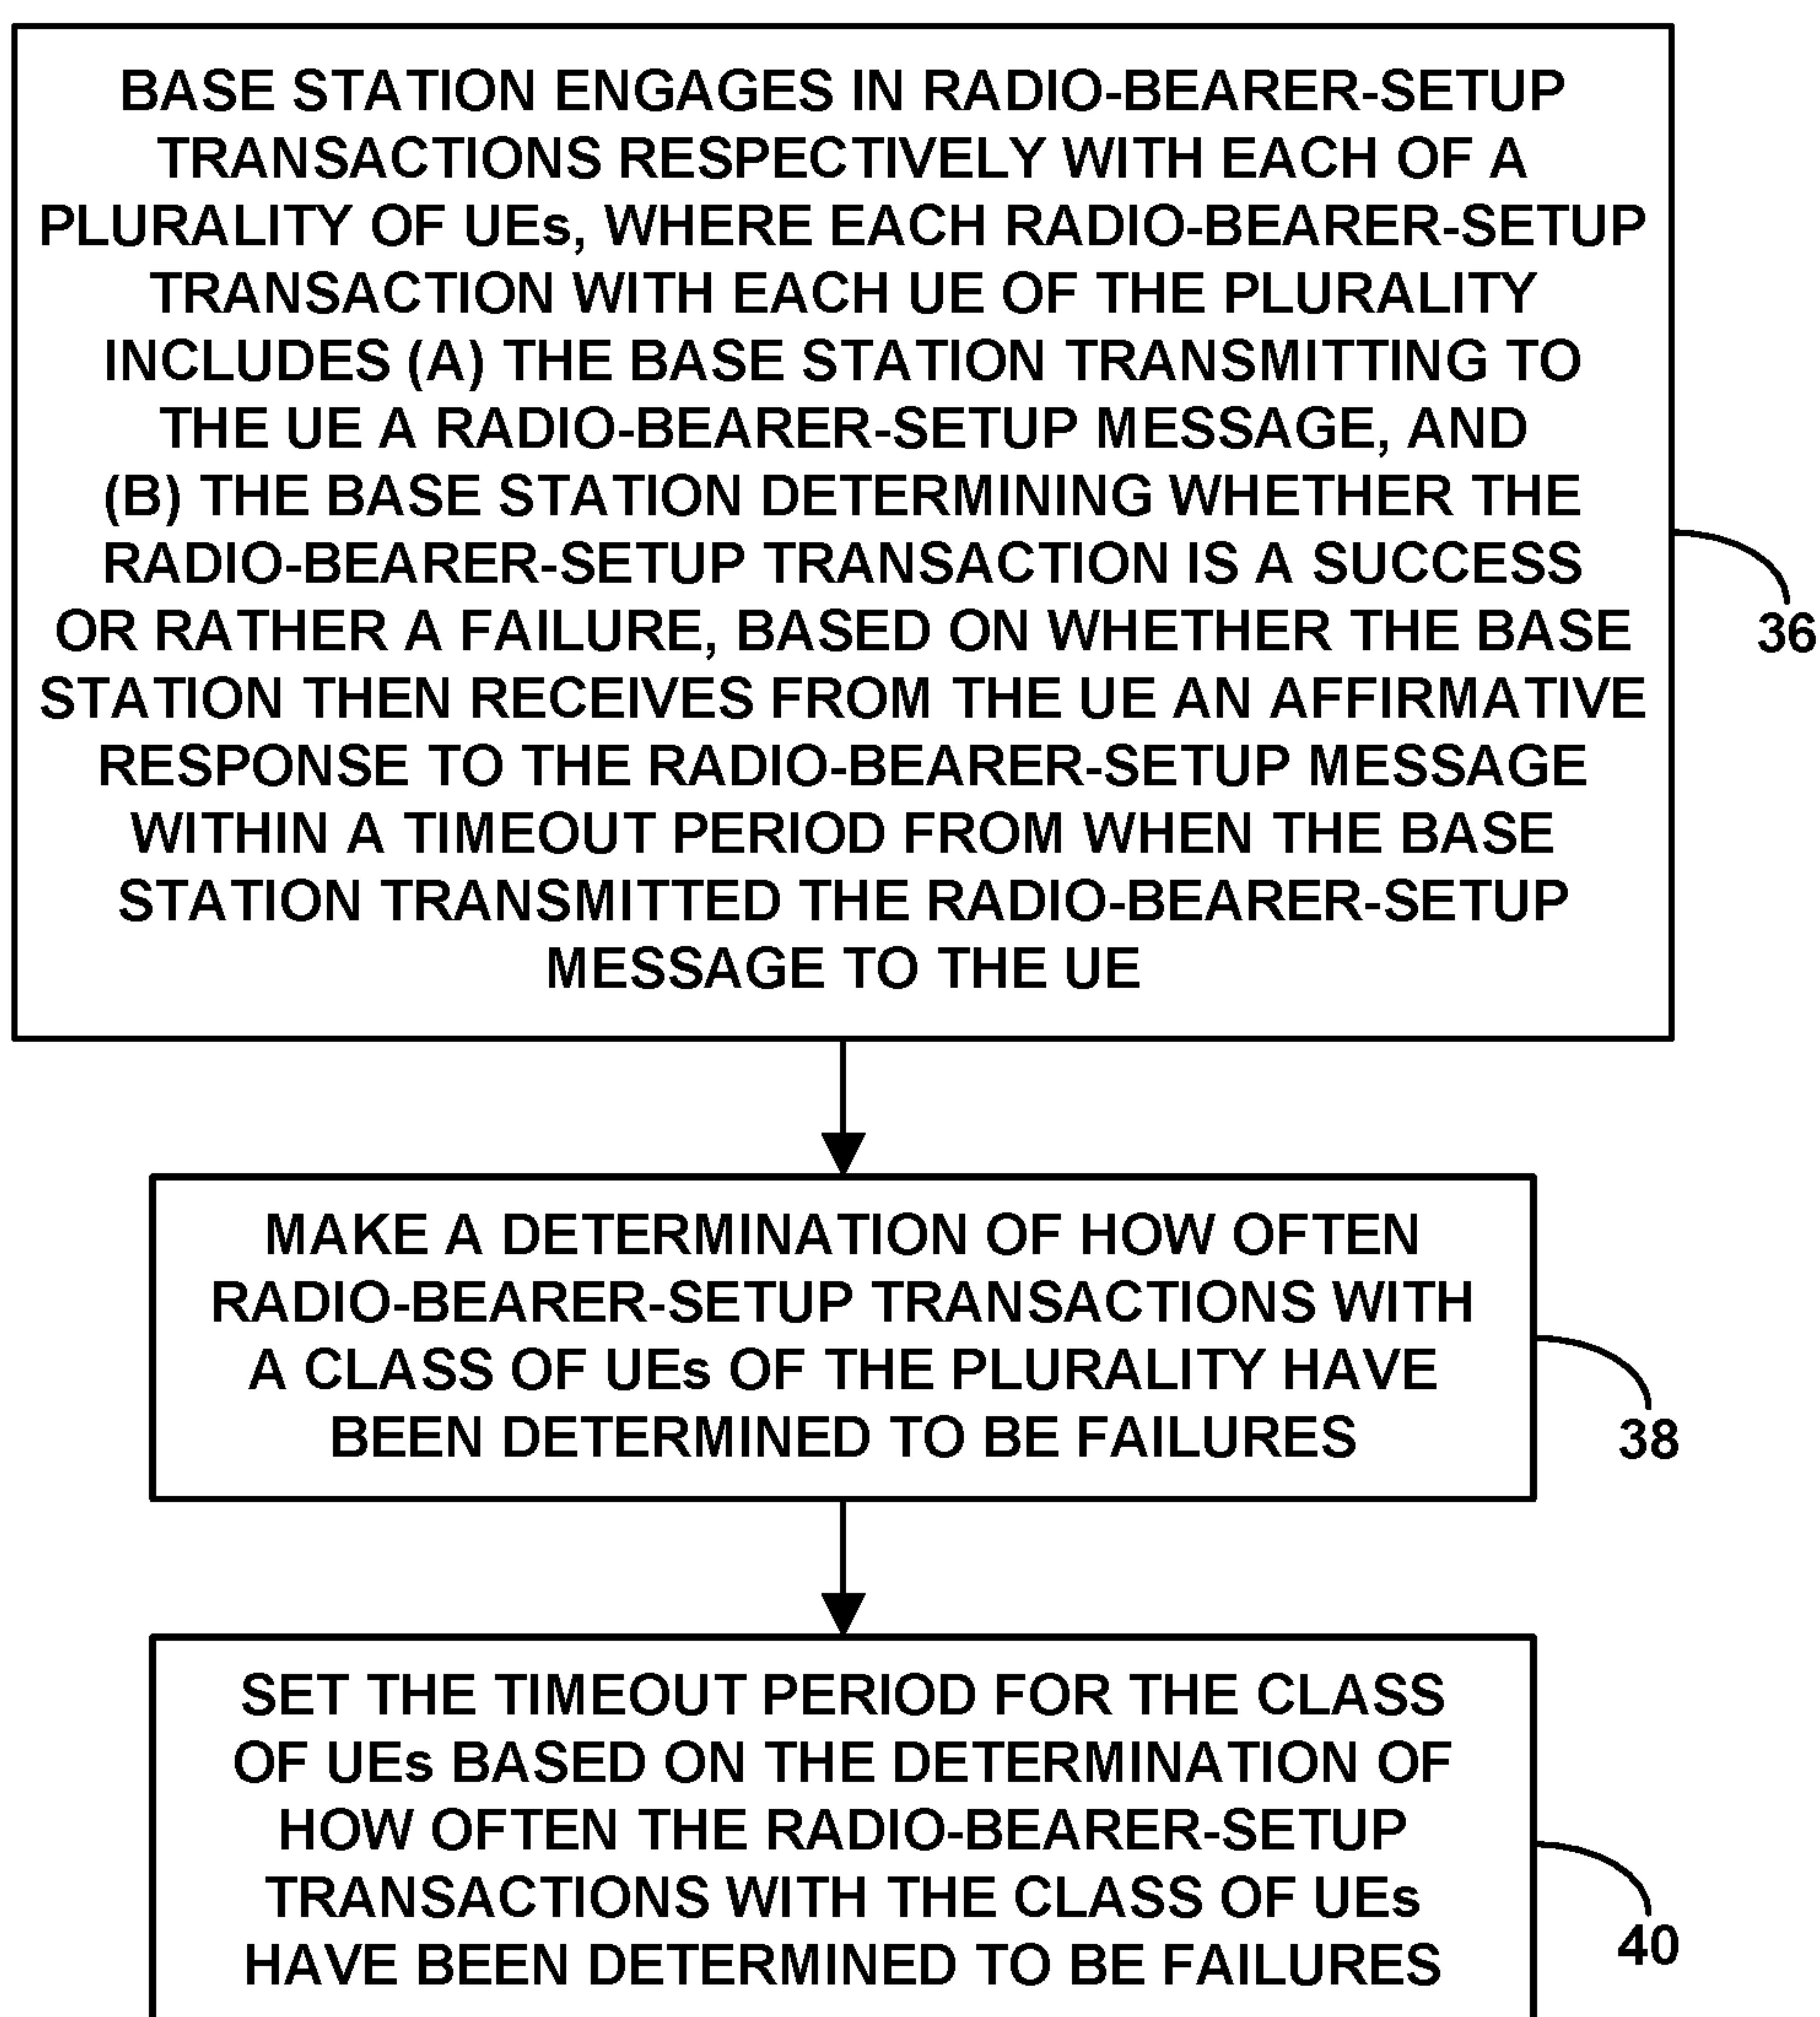 BASE STATION ENGAGES IN RADIO-BEARER-SETUP
TRANSACTIONS RESPECTIVELY WITH EACH OF A
PLURALITY OF UEs, WHERE EACH RADIO-BEARER-SETUP
TRANSACTION WITH EACH UE OF THE PLURALITY
INCLUDES (A) THE BASE STATION TRANSMITTING TO
THE UE A RADIO-BEARER-SETUP MESSAGE, AND
(B) THE BASE STATION DETERMINING WHETHER THE
RADIO-BEARER-SETUP TRANSACTION IS A SUCCESS
OR RATHER A FAILURE, BASED ON WHETHER THE BASE
STATION THEN RECEIVES FROM THE UE AN AFFIRMATIVE
RESPONSE TO THE RADIO-BEARER-SETUP MESSAGE
WITHIN A TIMEOUT PERIOD FROM WHEN THE BASE
STATION TRANSMITTED THE RADIO-BEARER-SETUP
MESSAGE TO THE UE
36
MAKE A DETERMINATION OF HOW OFTEN
RADIO-BEARER-SETUP TRANSACTIONS WITH
A CLASS OF UEs OF THE PLURALITY HAVE
BEEN DETERMINED TO BE FAILURES
38
SET THE TIMEOUT PERIOD FOR THE CLASS
OF UEs BASED ON THE DETERMINATION OF
HOW OFTEN THE RADIO-BEARER-SETUP
TRANSACTIONS WITH THE CLASS OF UEs
HAVE BEEN DETERMINED TO BE FAILURES
40